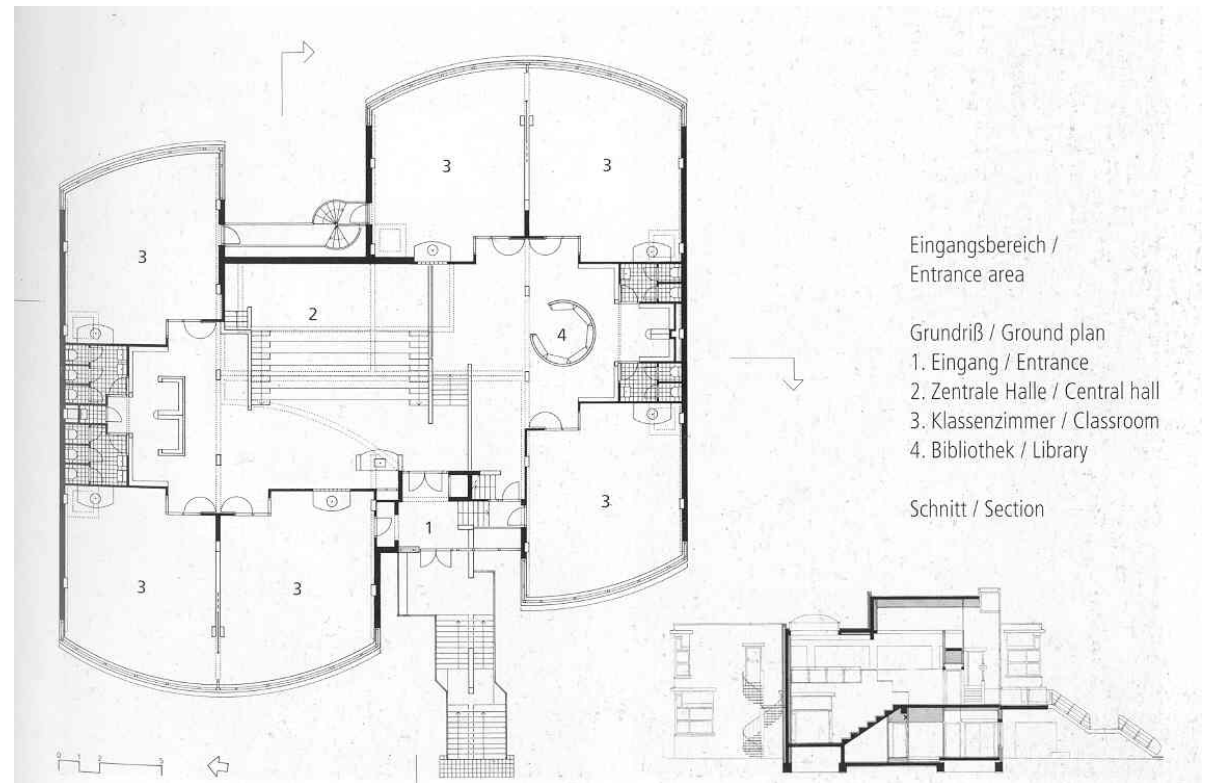 3
3
3
2
4
3
1
3
3
Eingangsbereich /
Entrance area
Grundriß / Ground plan
1. Eingang / Entrance
2. Zentrale Halle / Central hall
3. Klassenzimmer / Classroom
4. Bibliothek / Library
Schnitt / Section